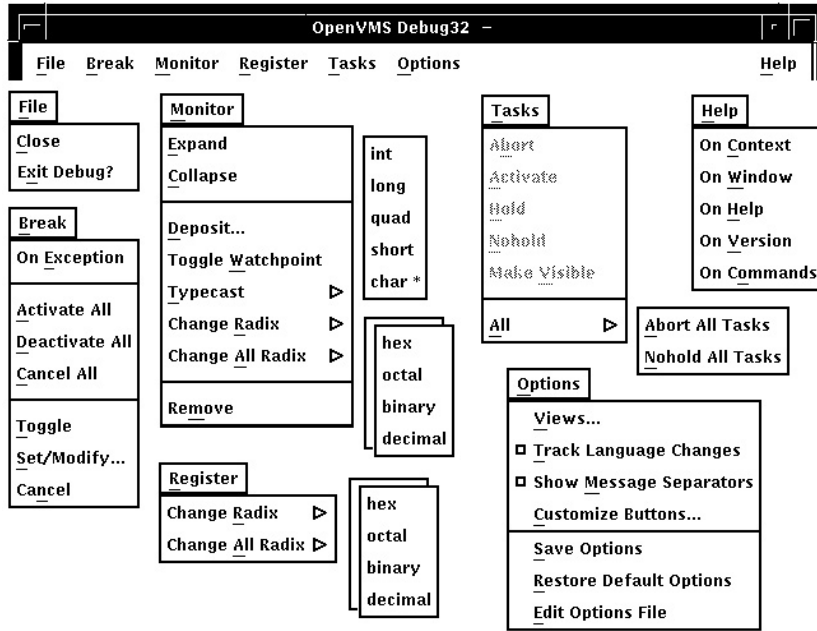 OpenVMS Debug32 -
File Break Monitor Register Tasks Options Help
File
Close
Exit Debug?
Break
On Exception
Activate All
Deactivate All
Cancel All
Toggle
Set/Modify...
Cancel
Monitor
Expand
Collapse
Deposit...
Toggle Watchpoint
Typecast
Change Radix
Change All Radix
Remove
int
long
quad
short
char *
hex
octal
binary
decimal
Register
Change Radix
Change All Radix
hex
octal
binary
decimal
Tasks
Abort
Activate
Hold
Nohold
Make Visible
All
Abort All Tasks
Nohold All Tasks
Help
On Context
On Window
On Help
On Version
On Commands
Options
Views...
Track Language Changes
Show Message Separators
Customize Buttons...
Save Options
Restore Default Options
Edit Options File